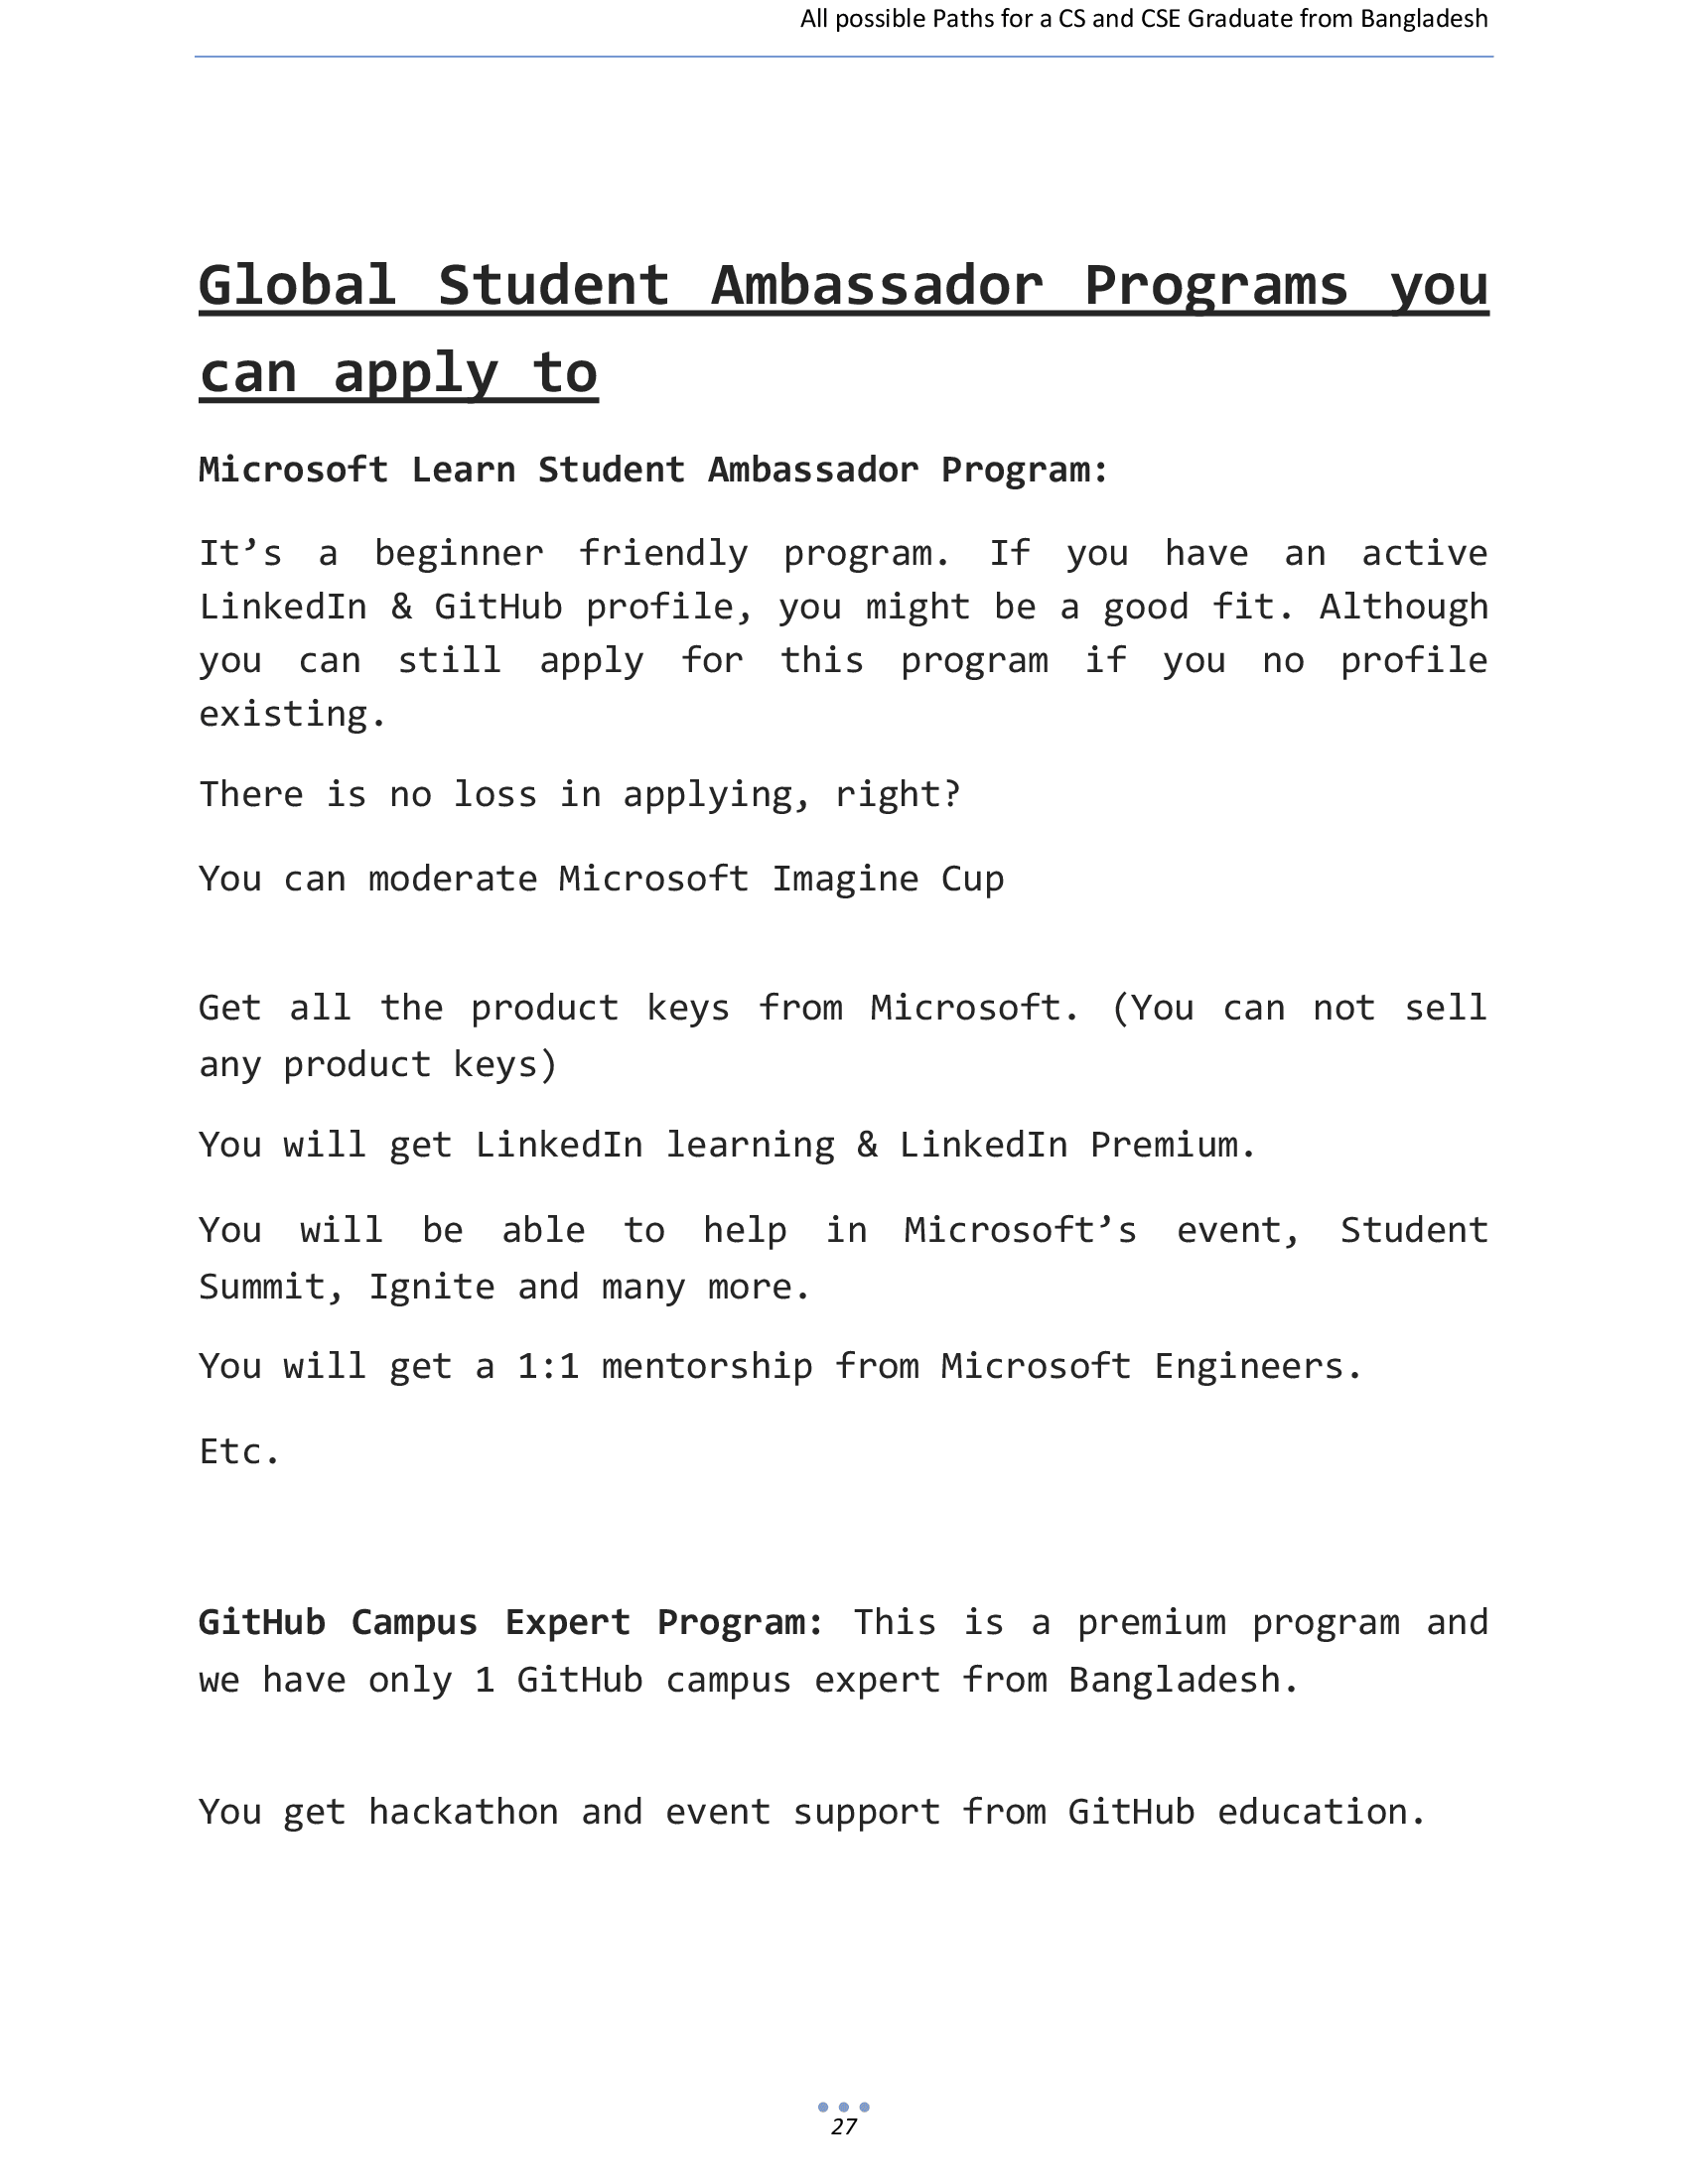 All possible Paths for a CS and CSE Graduate from Bangladesh
Global Student Ambassador Programs you
can apply to
Microsoft Learn Student Ambassador Program:
It’s a beginner friendly program. If you have an active
LinkedIn & GitHub profile, you might be a good fit. Although
you can still apply for this program if you no profile
existing.
There is no loss in applying, right?
You can moderate Microsoft Imagine Cup
Get all the product keys from Microsoft. (You can not sell
any product keys)
You will get LinkedIn learning & LinkedIn Premium.
You will be able to help in Microsoft’s event, Student
Summit, Ignite and many more.
You will get a 1:1 mentorship from Microsoft Engineers.
Etc.
GitHub Campus Expert Program: This is a premium program and
we have only 1 GitHub campus expert from Bangladesh.
You get hackathon and event support from GitHub education.
27